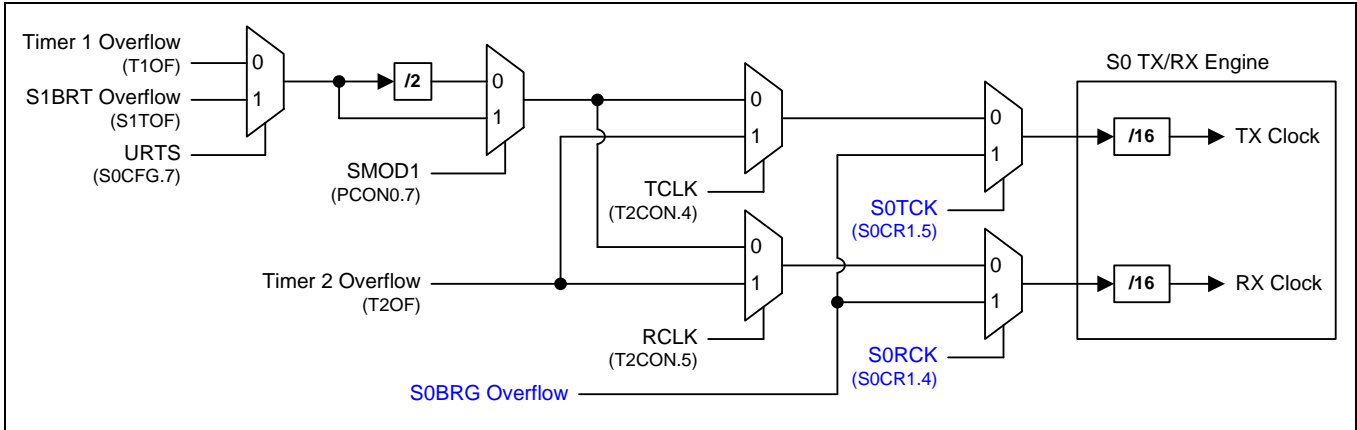 Timer 1 Overflow
(T1OF)
S1BRT Overflow
(S1TOF)
URTS
(S0CFG.7)
0
1
/2
0
1
SMOD1
(PCON0.7)
0
1
TCLK
(T2CON.4)
Timer 2 Overflow
(T2OF)
0
1
RCLK
(T2CON.5)
0
1
S0TCK
(S0CR1.5)
0
1
S0RCK
(S0CR1.4)
S0BRG Overflow
S0 TX/RX Engine
/16
TX Clock
/16
RX Clock